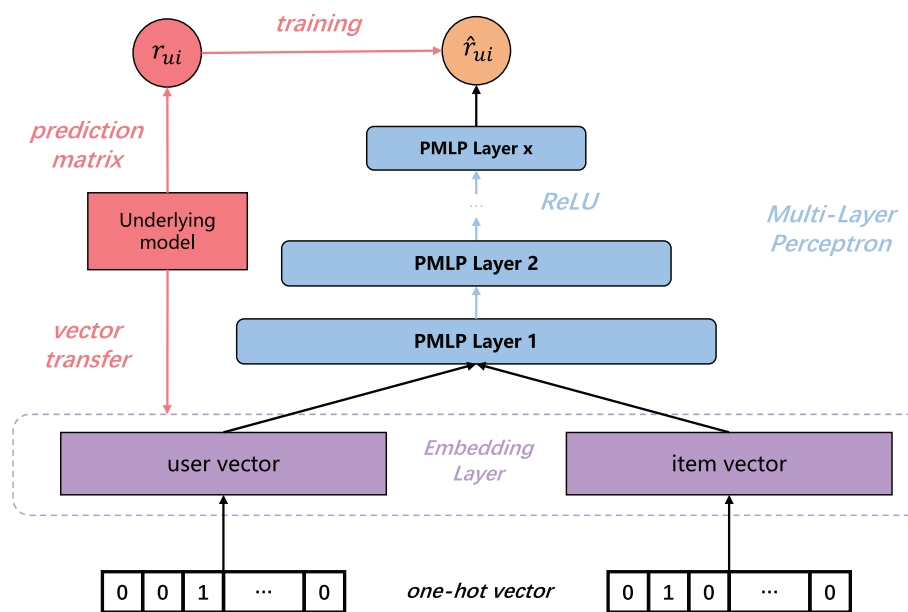 training
r_ui
r̂_ui
prediction
matrix
PMLP Layer x
...
ReLU
Underlying
model
Multi-Layer
Perceptron
PMLP Layer 2
vector
transfer
PMLP Layer 1
Embedding
Layer
user vector
item vector
0 0 1 ... 0
one-hot vector
0 1 0 ... 0